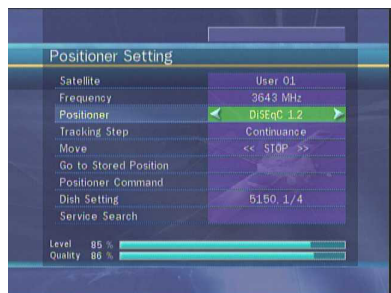 Positioner Setting
Satellite User 01
Frequency 3643 MHz
Positioner DiSEqC 1.2
Tracking Step Continuance
Move << STOP >>
Go to Stored Position
Positioner Command
Dish Setting 5150, 1/4
Service Search
Level 85 %
Quality 86 %